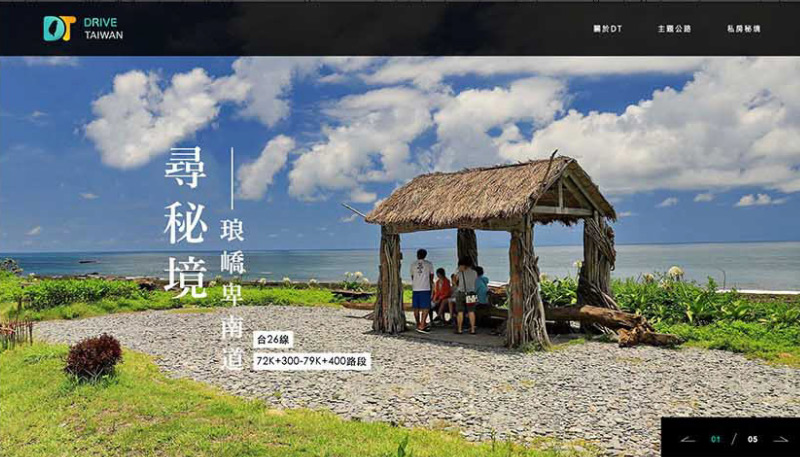 DT
DRIVE
TAIWAN
關於DT
主題公路
私房秘境
尋秘境
琅嶠卑南道
台26線
72K+300-79K+400路段
01 / 05